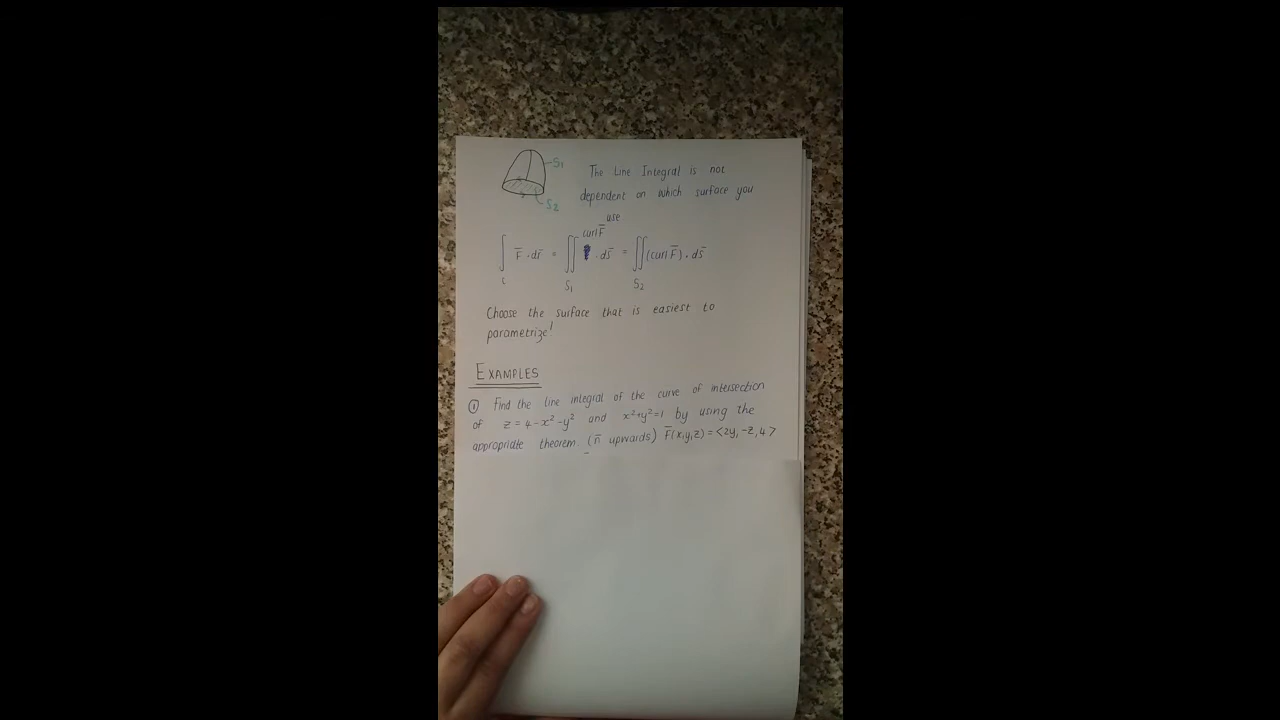 S1
The Line Integral is not
dependent on which surface you
use
S2
∫ F̅ · dr̅ = ∬ curl F̅ · ds̅ = ∬ (curl F̅) · ds̅
c S1 S2
Choose the surface that is easiest to
parametrize!
EXAMPLES
① Find the line integral of the curve of intersection
of z = 4 - x² - y² and x² + y² = 1 by using the
appropriate theorem. (n̅ upwards) F̅(x,y,z) = <2y, -z, 4>